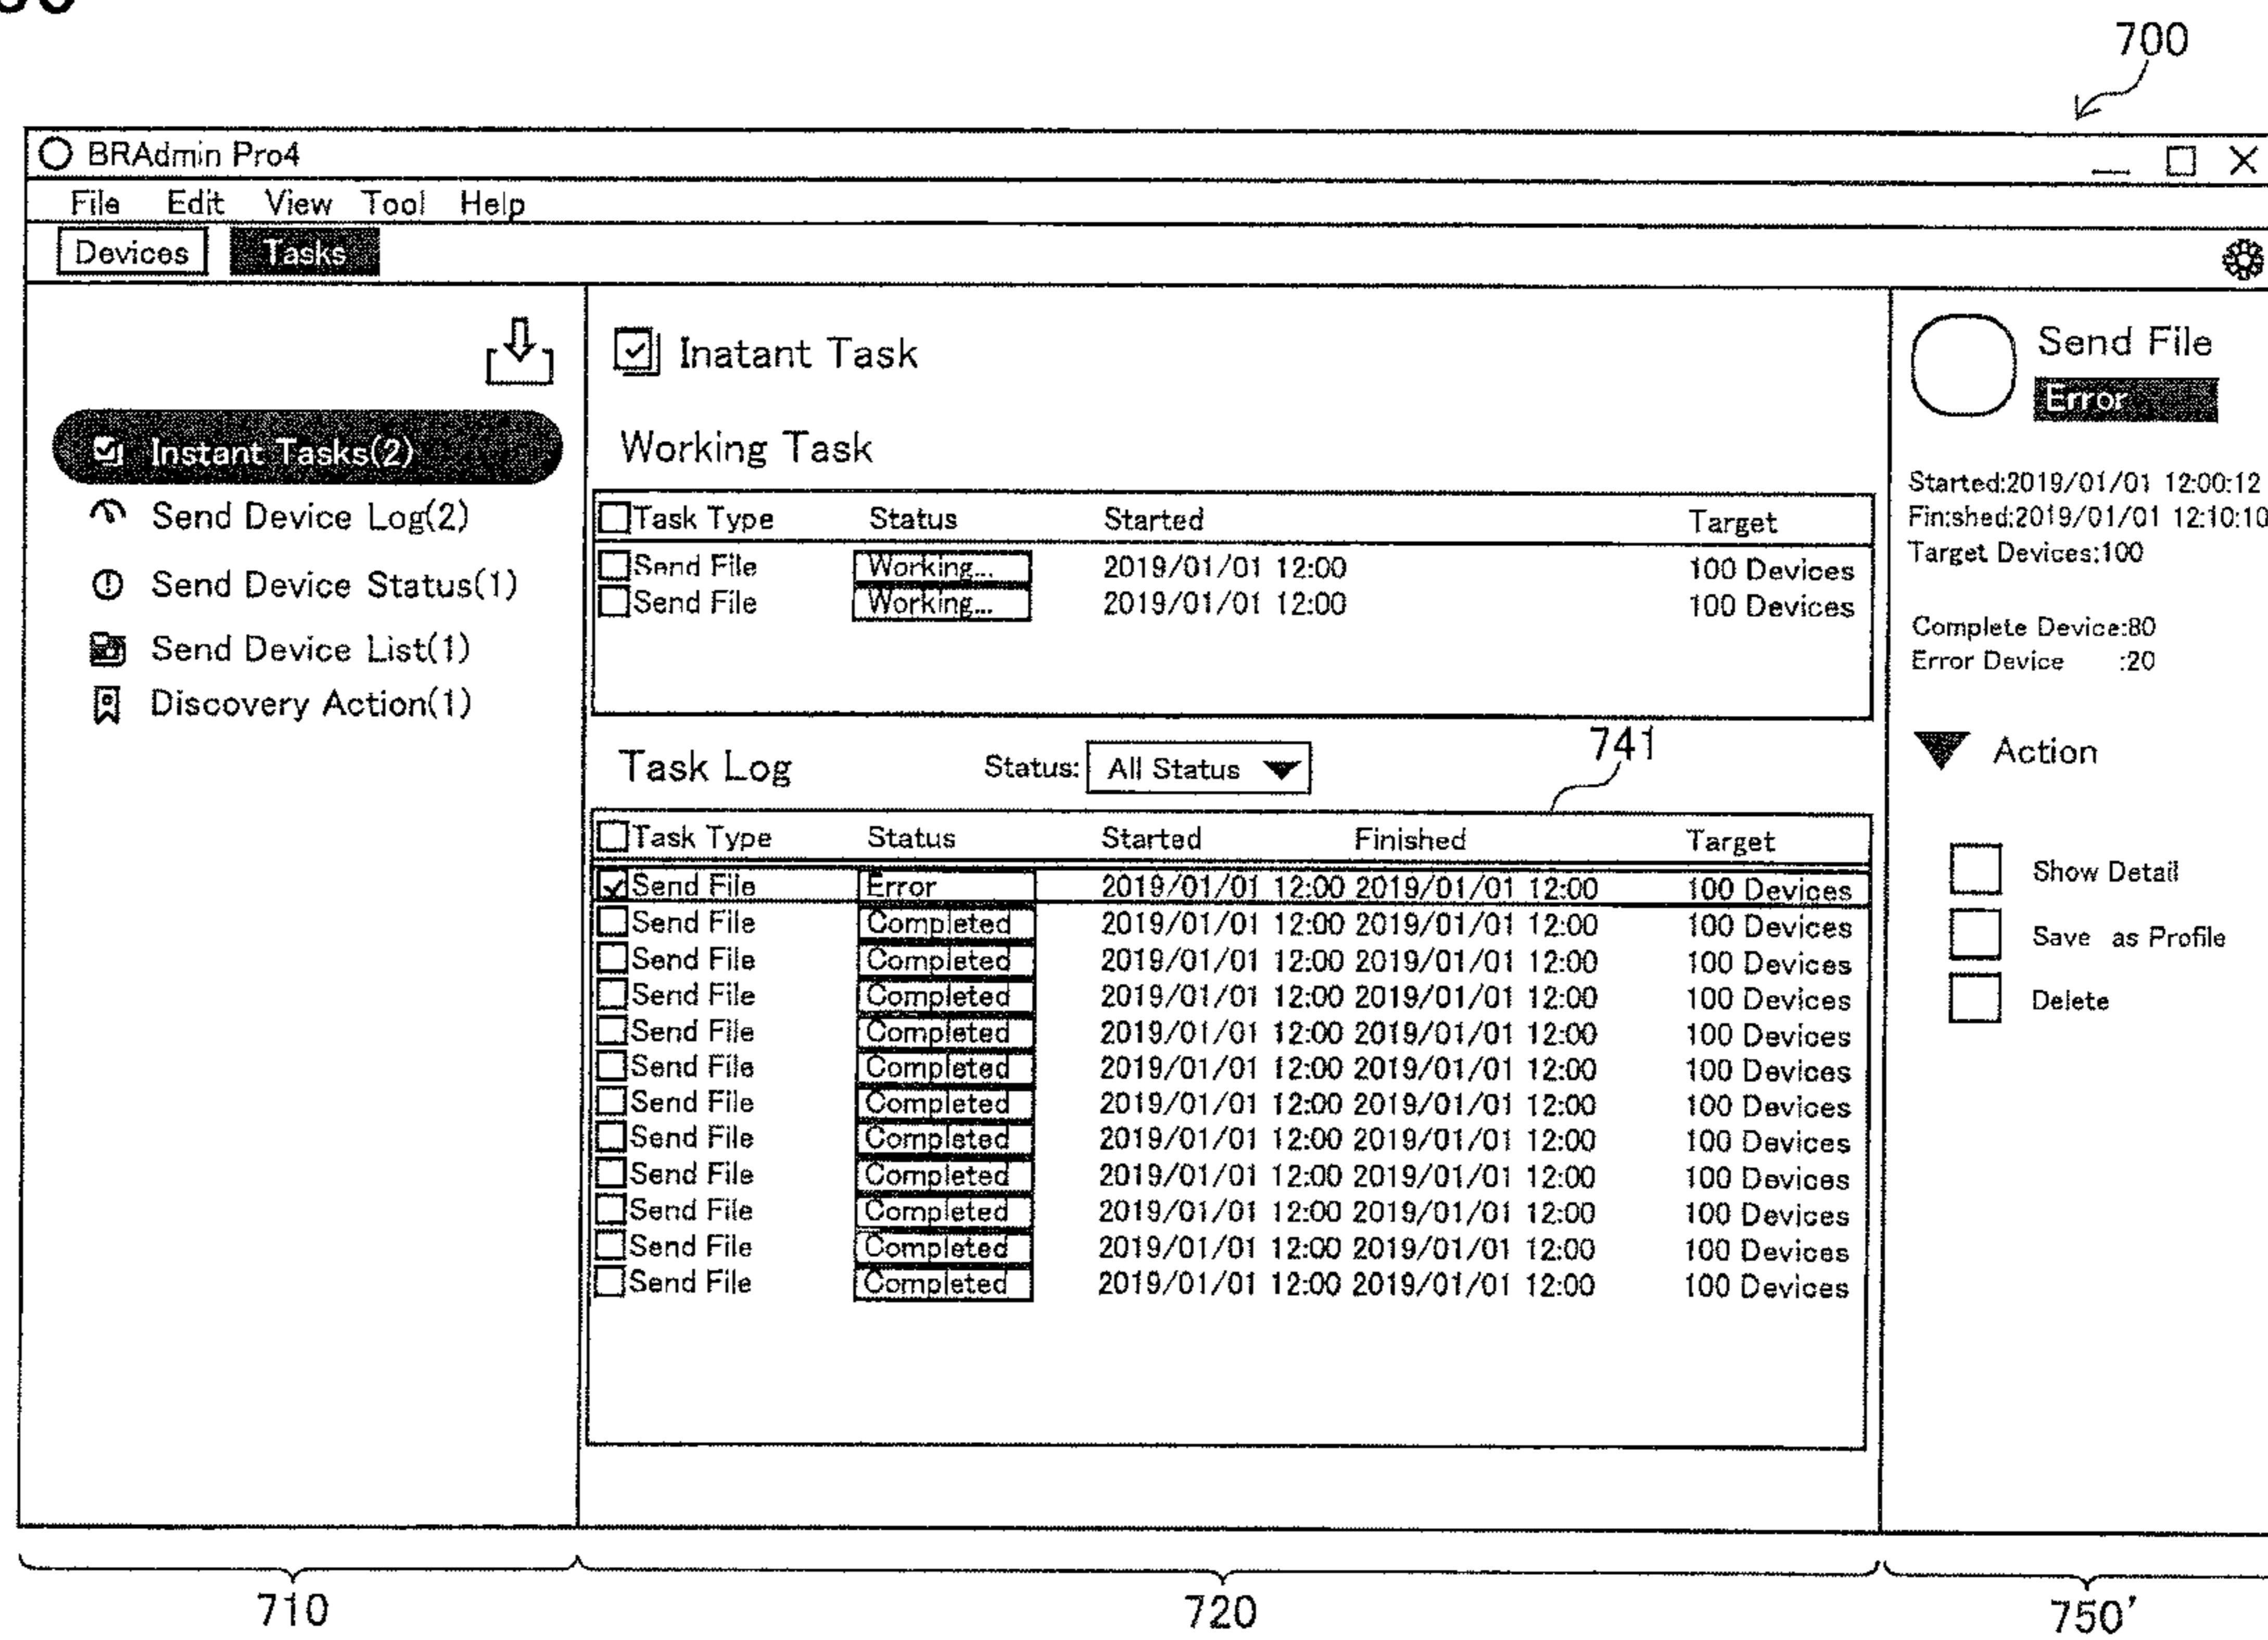 700
BRAdmin Pro4
File Edit View Tool Help
Devices Tasks
Instant Tasks(2)
Send Device Log(2)
Send Device Status(1)
Send Device List(1)
Discovery Action(1)
Inatant Task
Working Task
Task Type Status Started Target
Send File Working... 2019/01/01 12:00 100 Devices
Send File Working... 2019/01/01 12:00 100 Devices
Task Log Status: All Status 741
Task Type Status Started Finished Target
Send File Error 2019/01/01 12:00 2019/01/01 12:00 100 Devices
Send File Completed 2019/01/01 12:00 2019/01/01 12:00 100 Devices
Send File Completed 2019/01/01 12:00 2019/01/01 12:00 100 Devices
Send File Completed 2019/01/01 12:00 2019/01/01 12:00 100 Devices
Send File Completed 2019/01/01 12:00 2019/01/01 12:00 100 Devices
Send File Completed 2019/01/01 12:00 2019/01/01 12:00 100 Devices
Send File Completed 2019/01/01 12:00 2019/01/01 12:00 100 Devices
Send File Completed 2019/01/01 12:00 2019/01/01 12:00 100 Devices
Send File Completed 2019/01/01 12:00 2019/01/01 12:00 100 Devices
Send File Completed 2019/01/01 12:00 2019/01/01 12:00 100 Devices
Send File Completed 2019/01/01 12:00 2019/01/01 12:00 100 Devices
Send File Completed 2019/01/01 12:00 2019/01/01 12:00 100 Devices
Send File
Error
Started:2019/01/01 12:00:12
Finished:2019/01/01 12:10:10
Target Devices:100
Complete Device:80
Error Device :20
Action
Show Detail
Save as Profile
Delete
710 720 750'